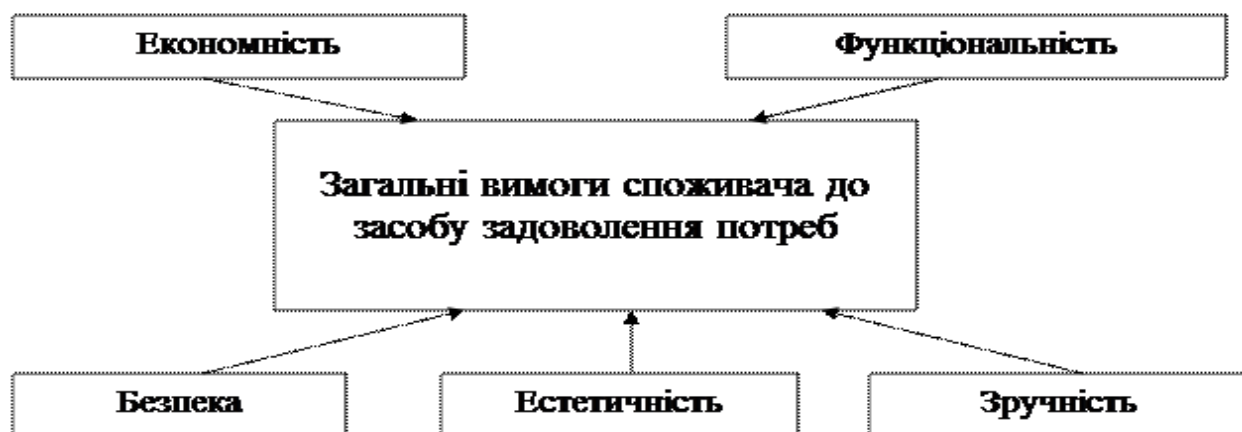 Економність
Функціональність
Загальні вимоги споживача до
засобу задоволення потреб
Безпека
Естетичність
Зручність